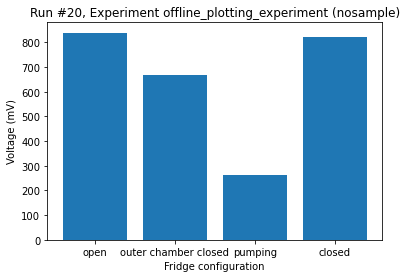 Run #20, Experiment offline_plotting_experiment (nosample)
800
700
600
500
400
300
200
100
0
Voltage (mV)
open outer chamber closed pumping closed
Fridge configuration